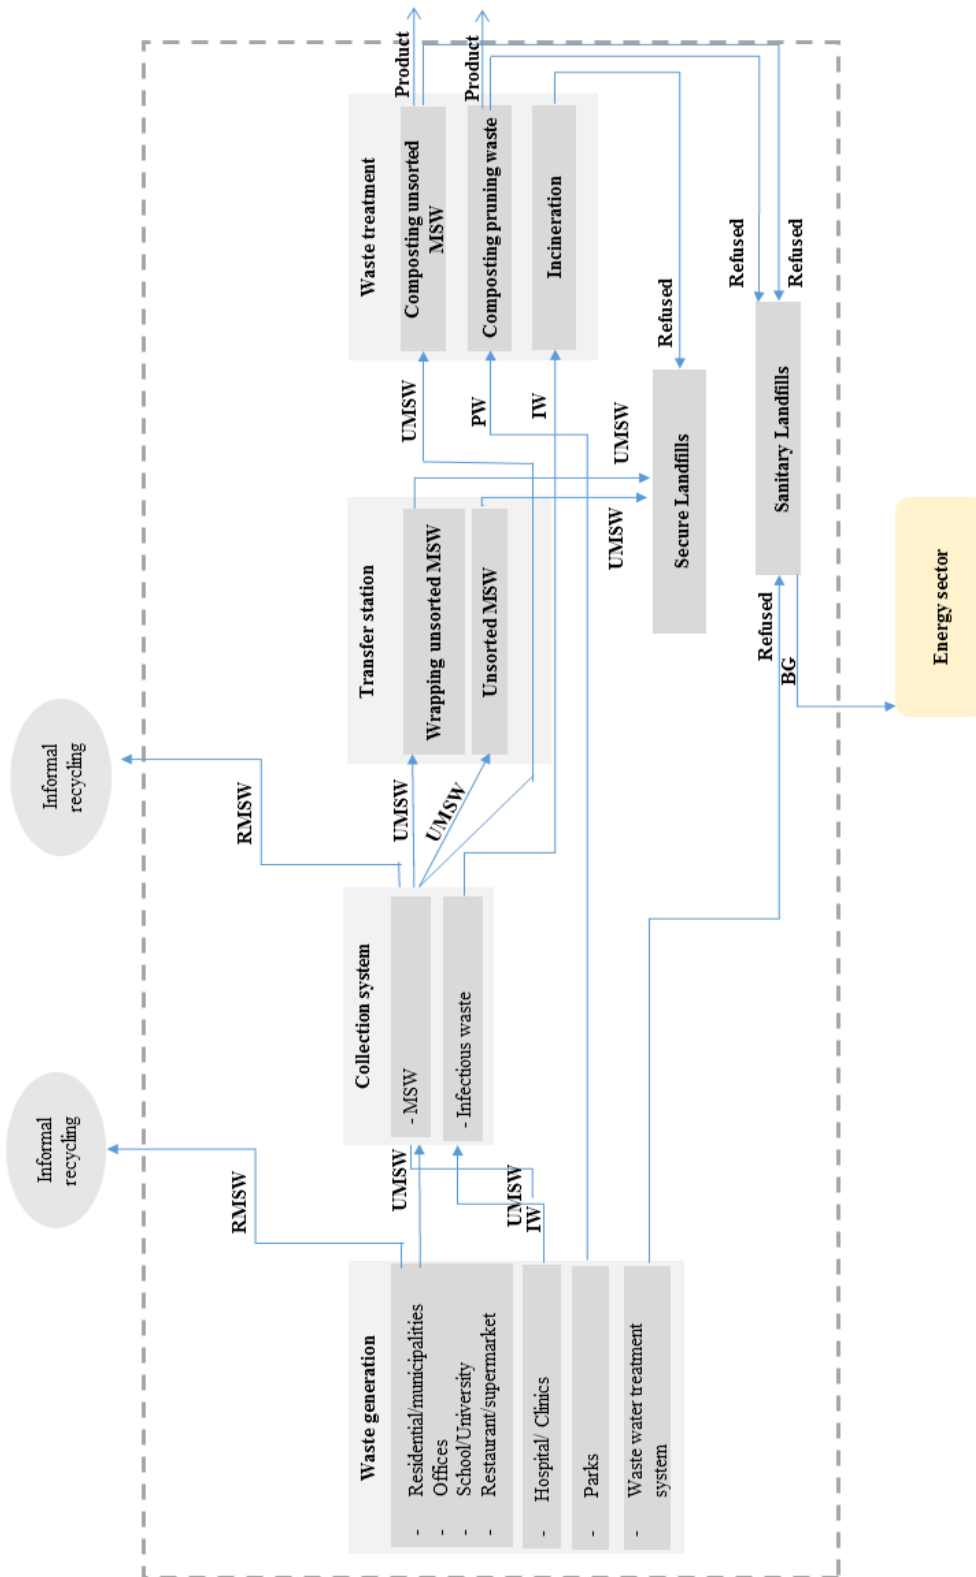 Informal
recycling
Informal
recycling
RMSW
RMSW
Waste generation
- Residential/municipalities
- Offices
- School/University
- Restaurant/supermarket
- Hospital/ Clinics
- Parks
- Waste water treatment
system
UMSW
UMSW
IW
Collection system
- MSW
- Infectious waste
UMSW
UMSW
Transfer station
Wrapping unsorted MSW
Unsorted MSW
UMSW
PW
IW
UMSW
UMSW
Waste treatment
Composting unsorted
MSW
Composting pruning waste
Incineration
Product
Product
Secure Landfills
Refused
Refused
Refused
Sanitary Landfills
Refused
BG
Energy sector